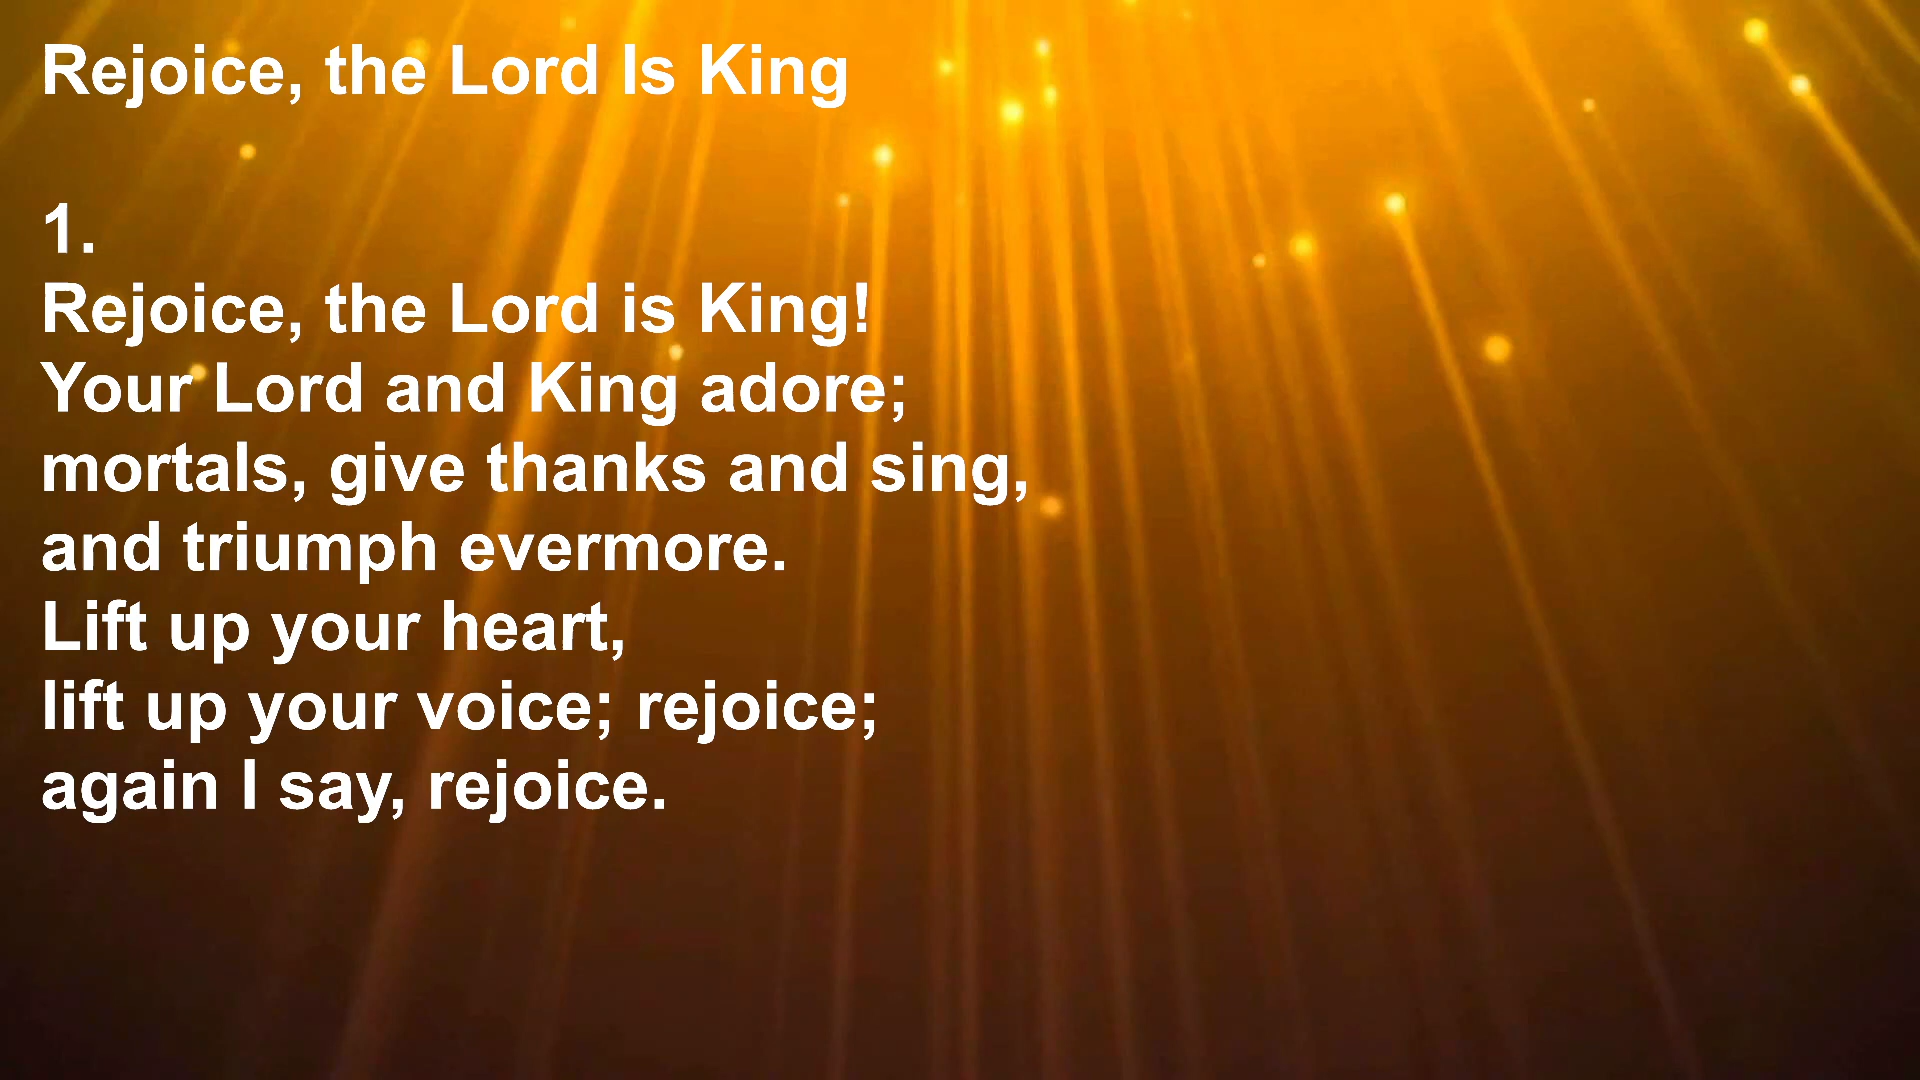 Rejoice, the Lord Is King
1.
Rejoice, the Lord is King!
Your Lord and King adore;
mortals, give thanks and sing,
and triumph evermore.
Lift up your heart,
lift up your voice; rejoice;
again I say, rejoice.